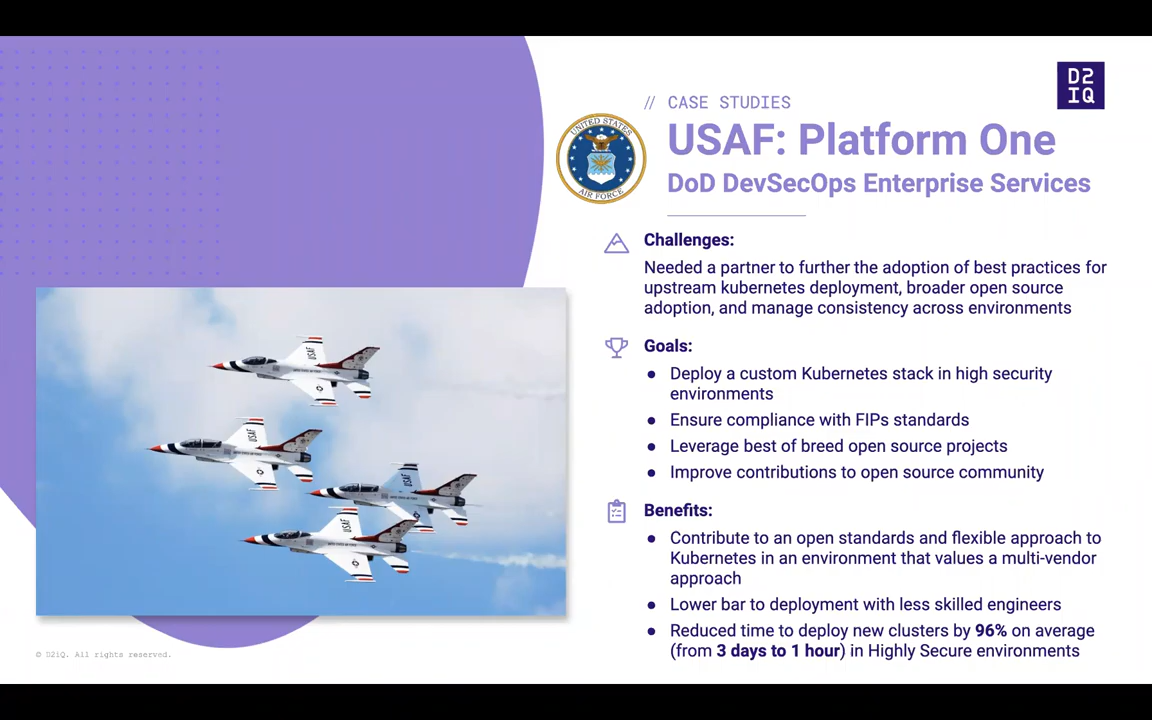 D2
IQ
// CASE STUDIES
UNITED STATES
AIR FORCE
USAF: Platform One
DoD DevSecOps Enterprise Services
Challenges:
Needed a partner to further the adoption of best practices for
upstream kubernetes deployment, broader open source
adoption, and manage consistency across environments
Goals:
● Deploy a custom Kubernetes stack in high security
environments
● Ensure compliance with FIPs standards
● Leverage best of breed open source projects
● Improve contributions to open source community
Benefits:
● Contribute to an open standards and flexible approach to
Kubernetes in an environment that values a multi-vendor
approach
● Lower bar to deployment with less skilled engineers
● Reduced time to deploy new clusters by 96% on average
(from 3 days to 1 hour) in Highly Secure environments
USAF
USAF
USAF
USAF
© D2iQ. All rights reserved.